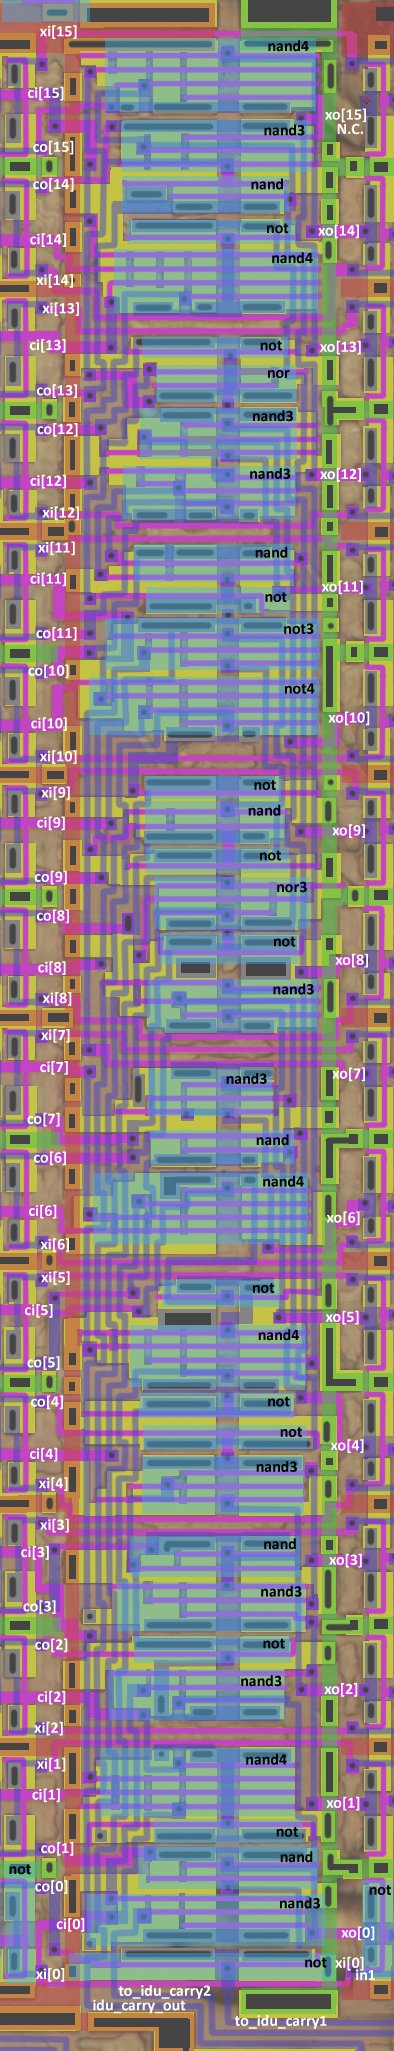 xi[15]
nand4
ci[15]
xo[15]
N.C.
nand3
co[15]
co[14]
nand
not
xo[14]
ci[14]
nand4
xi[14]
xi[13]
ci[13]
not
xo[13]
nor
co[13]
nand3
co[12]
nand3
xo[12]
ci[12]
xi[12]
xi[11]
nand
ci[11]
xo[11]
not
co[11]
not3
co[10]
not4
ci[10]
xo[10]
xi[10]
not
xi[9]
nand
ci[9]
xo[9]
not
co[9]
nor3
co[8]
not
xo[8]
ci[8]
nand3
xi[8]
xi[7]
ci[7]
xo[7]
nand3
co[7]
nand
co[6]
nand4
ci[6]
xo[6]
xi[6]
xi[5]
not
ci[5]
xo[5]
nand4
co[5]
co[4]
not
not
xo[4]
ci[4]
nand3
xi[4]
xi[3]
nand
ci[3]
xo[3]
nand3
co[3]
co[2]
not
nand3
xo[2]
ci[2]
xi[2]
xi[1]
nand4
ci[1]
xo[1]
not
co[1]
nand
not
co[0]
not
nand3
ci[0]
xo[0]
not
xi[0]
xi[0]
in1
to_idu_carry2
idu_carry_out
to_idu_carry1